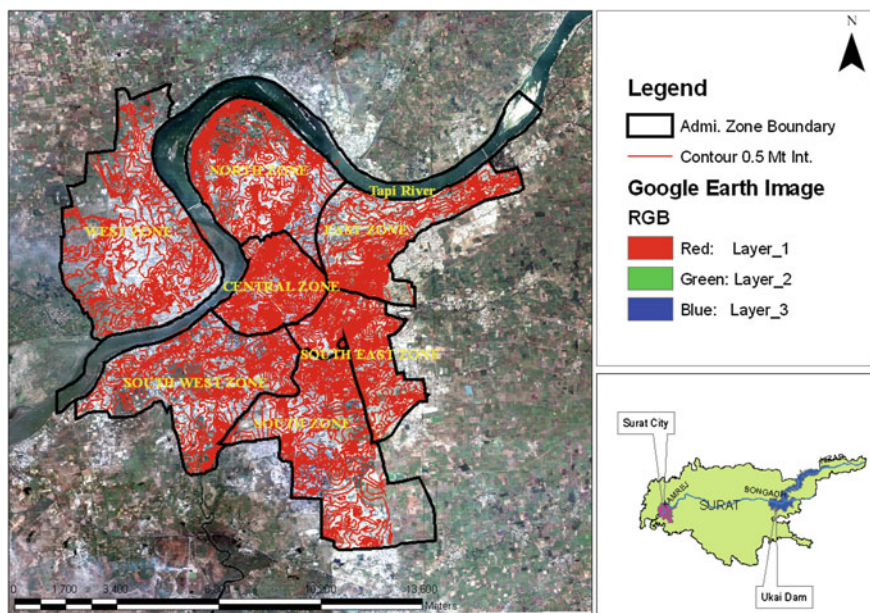 NORTH ZONE
Tapi River
WEST ZONE
EAST ZONE
CENTRAL ZONE
SOUTH EAST ZONE
SOUTH WEST ZONE
SOUTH ZONE
0 1,700 3,400 13,600
Meters
N
Legend
Admi. Zone Boundary
Contour 0.5 Mt Int.
Google Earth Image
RGB
Red: Layer_1
Green: Layer_2
Blue: Layer_3
Surat City
SURAT
Ukai Dam